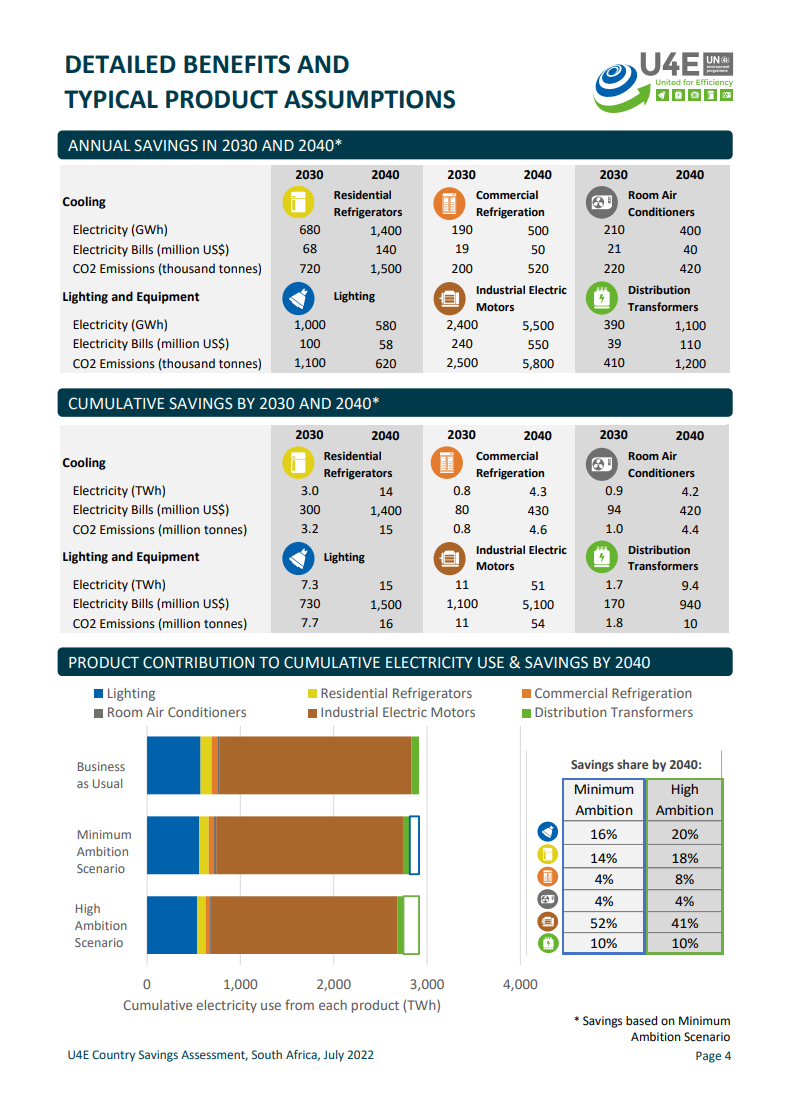 DETAILED BENEFITS AND
TYPICAL PRODUCT ASSUMPTIONS
U4E UN
environment
programme
United for Efficiency
ANNUAL SAVINGS IN 2030 AND 2040*
2030 2040 2030 2040 2030 2040
Cooling Residential Refrigerators Commercial Refrigeration Room Air Conditioners
Electricity (GWh) 680 1,400 190 500 210 400
Electricity Bills (million US$) 68 140 19 50 21 40
CO2 Emissions (thousand tonnes) 720 1,500 200 520 220 420
Lighting and Equipment Lighting Industrial Electric Motors Distribution Transformers
Electricity (GWh) 1,000 580 2,400 5,500 390 1,100
Electricity Bills (million US$) 100 58 240 550 39 110
CO2 Emissions (thousand tonnes) 1,100 620 2,500 5,800 410 1,200
CUMULATIVE SAVINGS BY 2030 AND 2040*
2030 2040 2030 2040 2030 2040
Cooling Residential Refrigerators Commercial Refrigeration Room Air Conditioners
Electricity (TWh) 3.0 14 0.8 4.3 0.9 4.2
Electricity Bills (million US$) 300 1,400 80 430 94 420
CO2 Emissions (million tonnes) 3.2 15 0.8 4.6 1.0 4.4
Lighting and Equipment Lighting Industrial Electric Motors Distribution Transformers
Electricity (TWh) 7.3 15 11 51 1.7 9.4
Electricity Bills (million US$) 730 1,500 1,100 5,100 170 940
CO2 Emissions (million tonnes) 7.7 16 11 54 1.8 10
PRODUCT CONTRIBUTION TO CUMULATIVE ELECTRICITY USE & SAVINGS BY 2040
Lighting Residential Refrigerators Commercial Refrigeration
Room Air Conditioners Industrial Electric Motors Distribution Transformers
Business
as Usual
Minimum
Ambition
Scenario
High
Ambition
Scenario
0 1,000 2,000 3,000 4,000
Cumulative electricity use from each product (TWh)
Savings share by 2040:
Minimum Ambition High Ambition
16% 20%
14% 18%
4% 8%
4% 4%
52% 41%
10% 10%
* Savings based on Minimum
Ambition Scenario
U4E Country Savings Assessment, South Africa, July 2022 Page 4